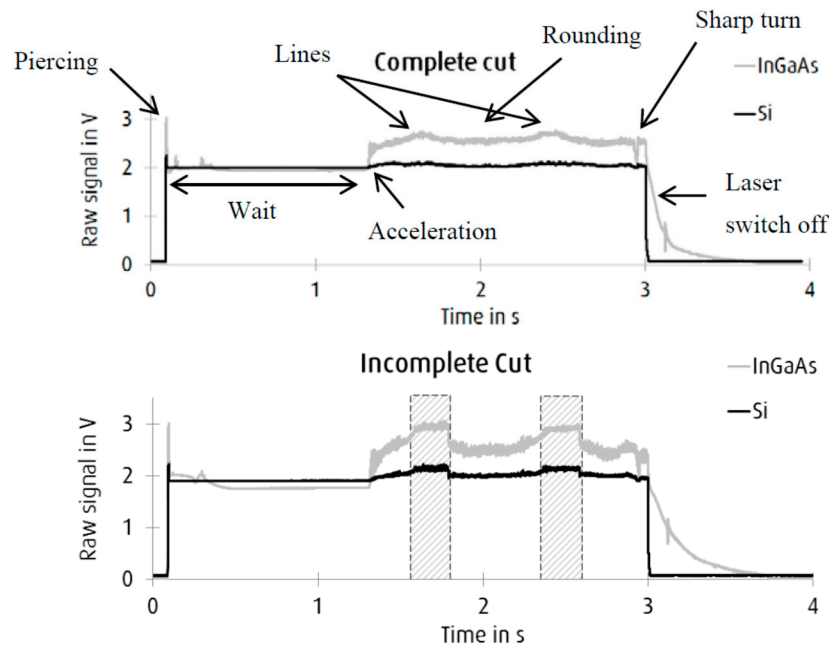 Sharp turn
Rounding
Lines
Piercing
Complete cut
InGaAs
Si
Raw signal in V
3
2
1
0
Wait
Acceleration
Laser
switch off
0
1
2
3
4
Time in s
Incomplete Cut
InGaAs
Si
Raw signal in V
3
2
1
0
0
1
2
3
4
Time in s